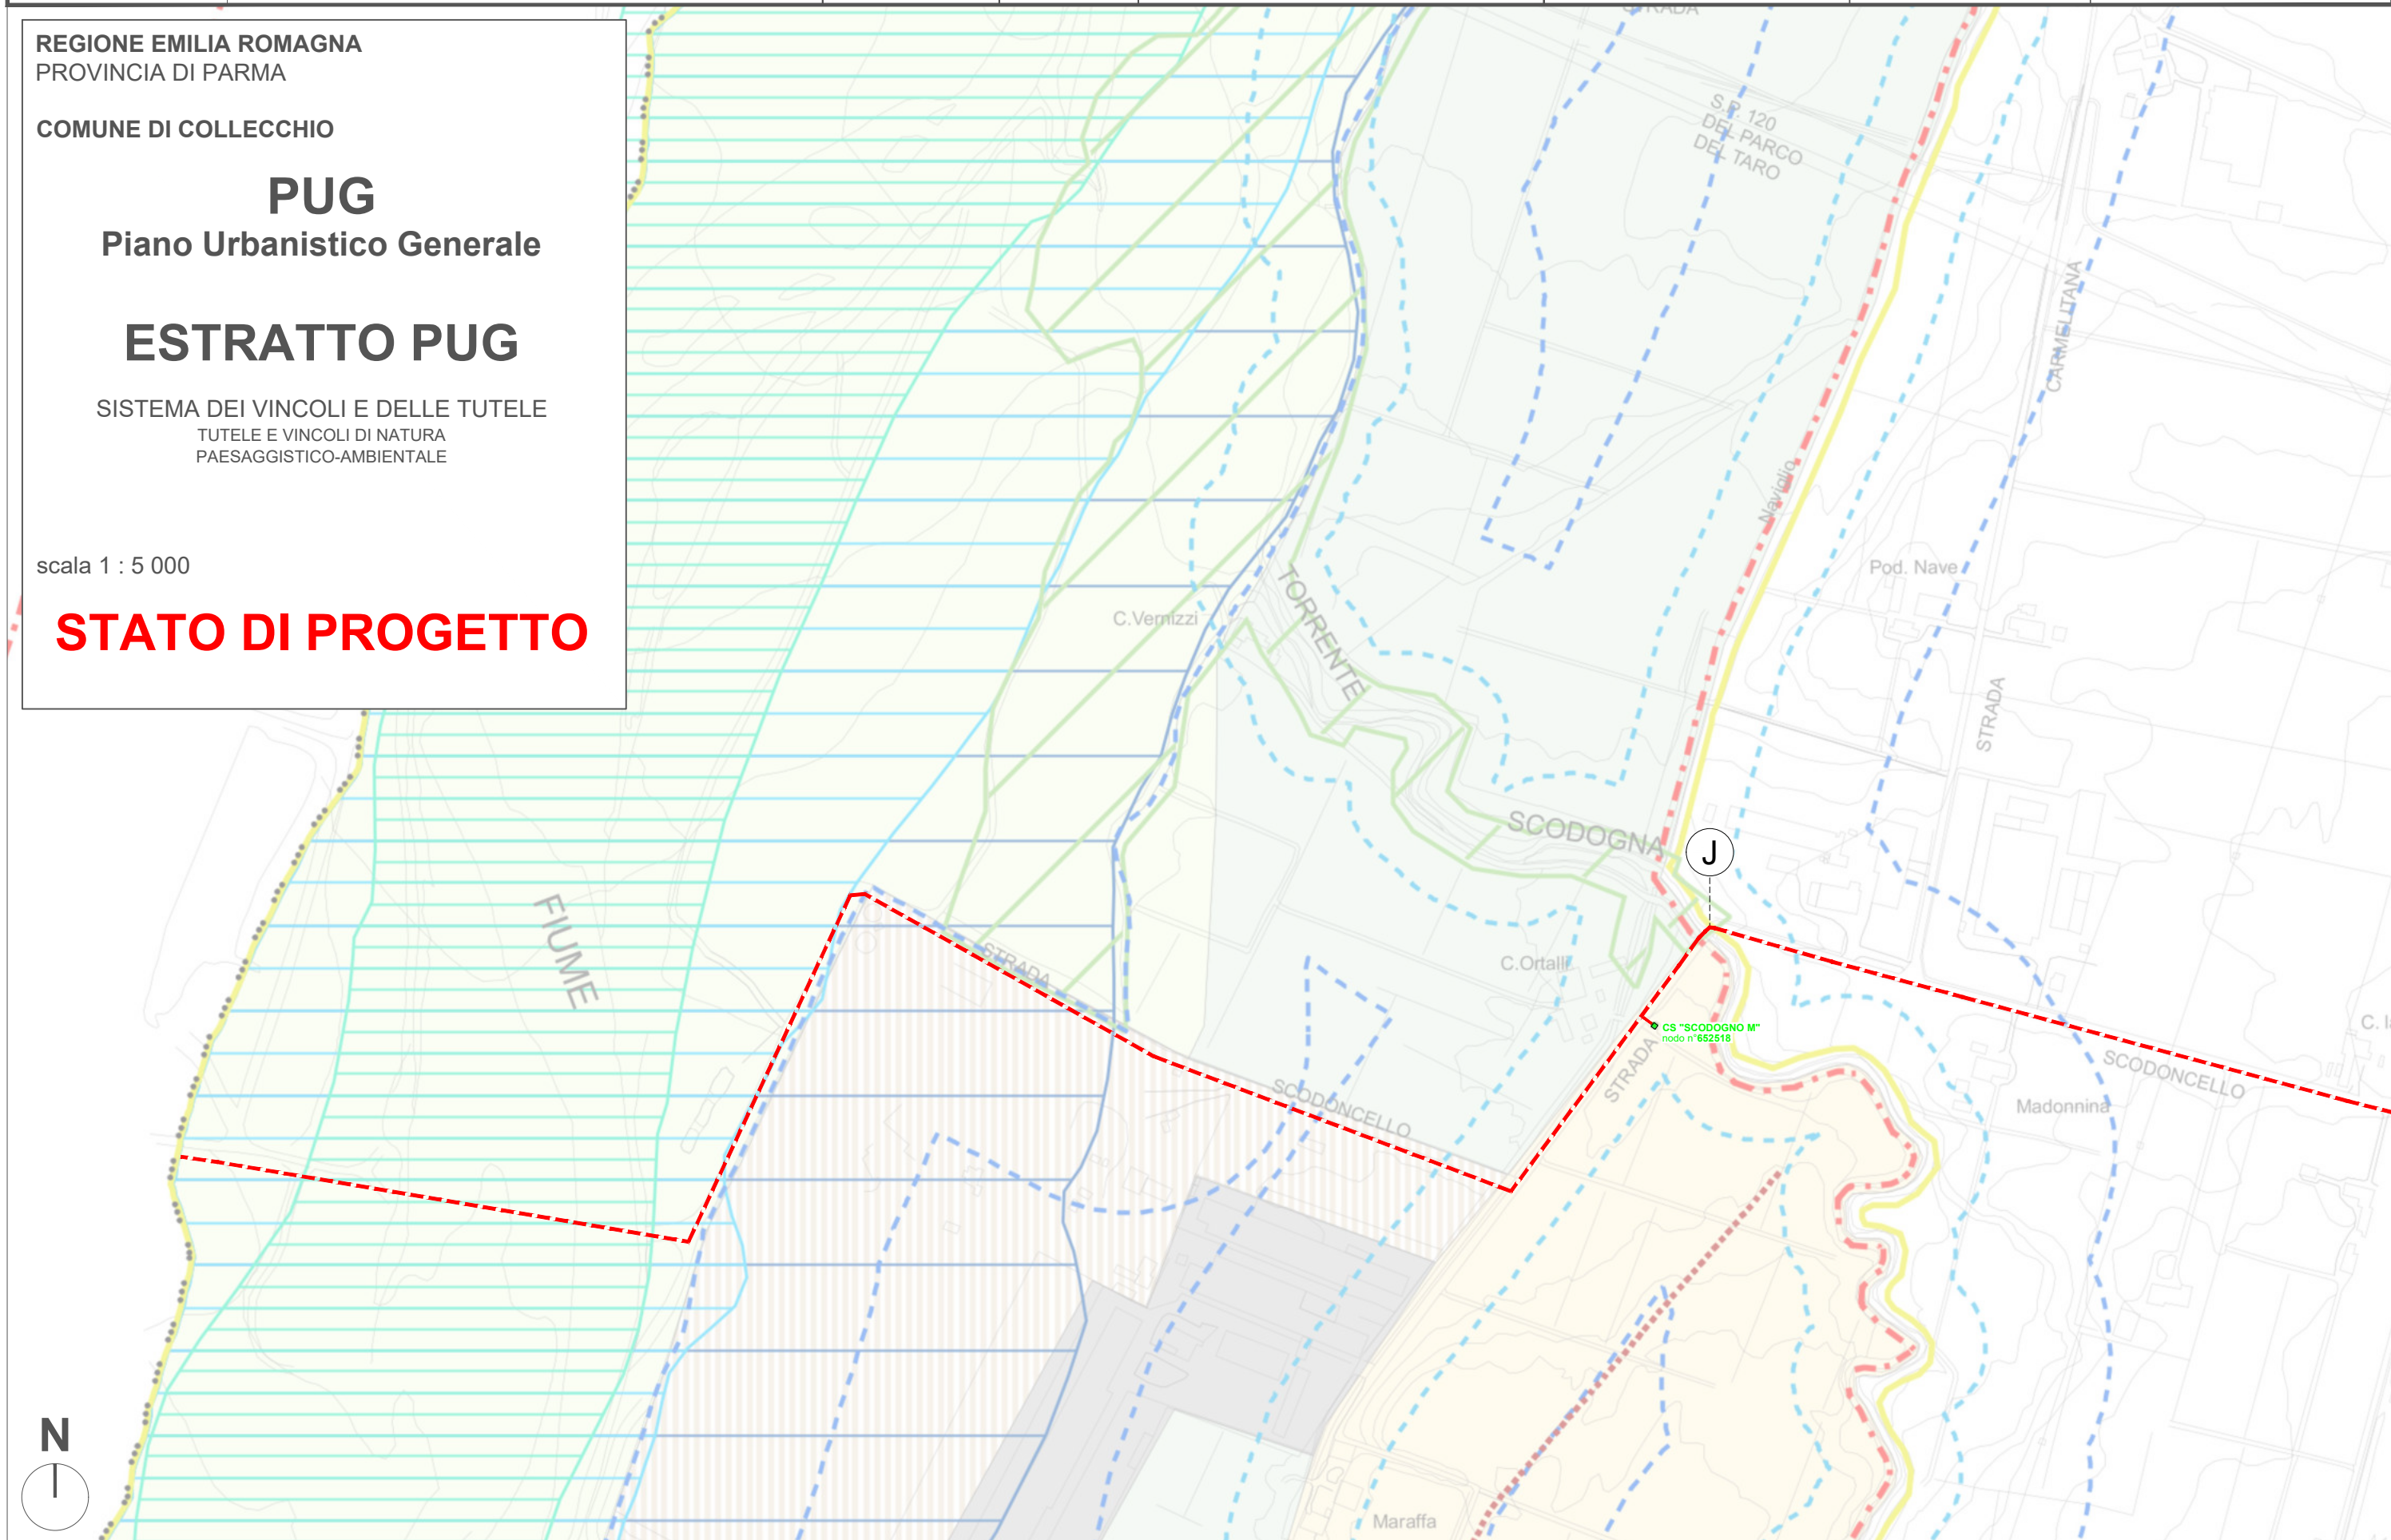 REGIONE EMILIA ROMAGNA
PROVINCIA DI PARMA
COMUNE DI COLLECCHIO
PUG
Piano Urbanistico Generale
ESTRATTO PUG
SISTEMA DEI VINCOLI E DELLE TUTELE
TUTELE E VINCOLI DI NATURA
PAESAGGISTICO-AMBIENTALE
scala 1 : 5 000
STATO DI PROGETTO
N
STRADA
S.P. 120
DEL PARCO
DEL TARO
CARMELITANA
STRADA
Naviglio
Pod. Nave
C.Vernizzi
TORRENTE
SCODOGNA
J
FIUME
STRADA
C.Ortalli
CS "SCODOGNO M"
nodo n°652518
STRADA
SCODONCELLO
SCODONCELLO
Madonnina
Maraffa